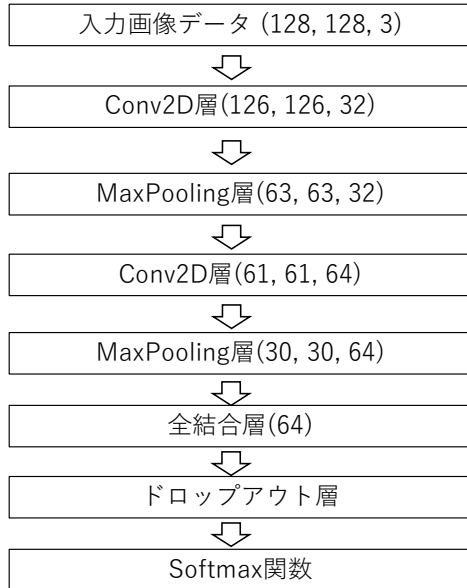 入力画像データ (128, 128, 3)
Conv2D層(126, 126, 32)
MaxPooling層(63, 63, 32)
Conv2D層(61, 61, 64)
MaxPooling層(30, 30, 64)
全結合層(64)
ドロップアウト層
Softmax関数